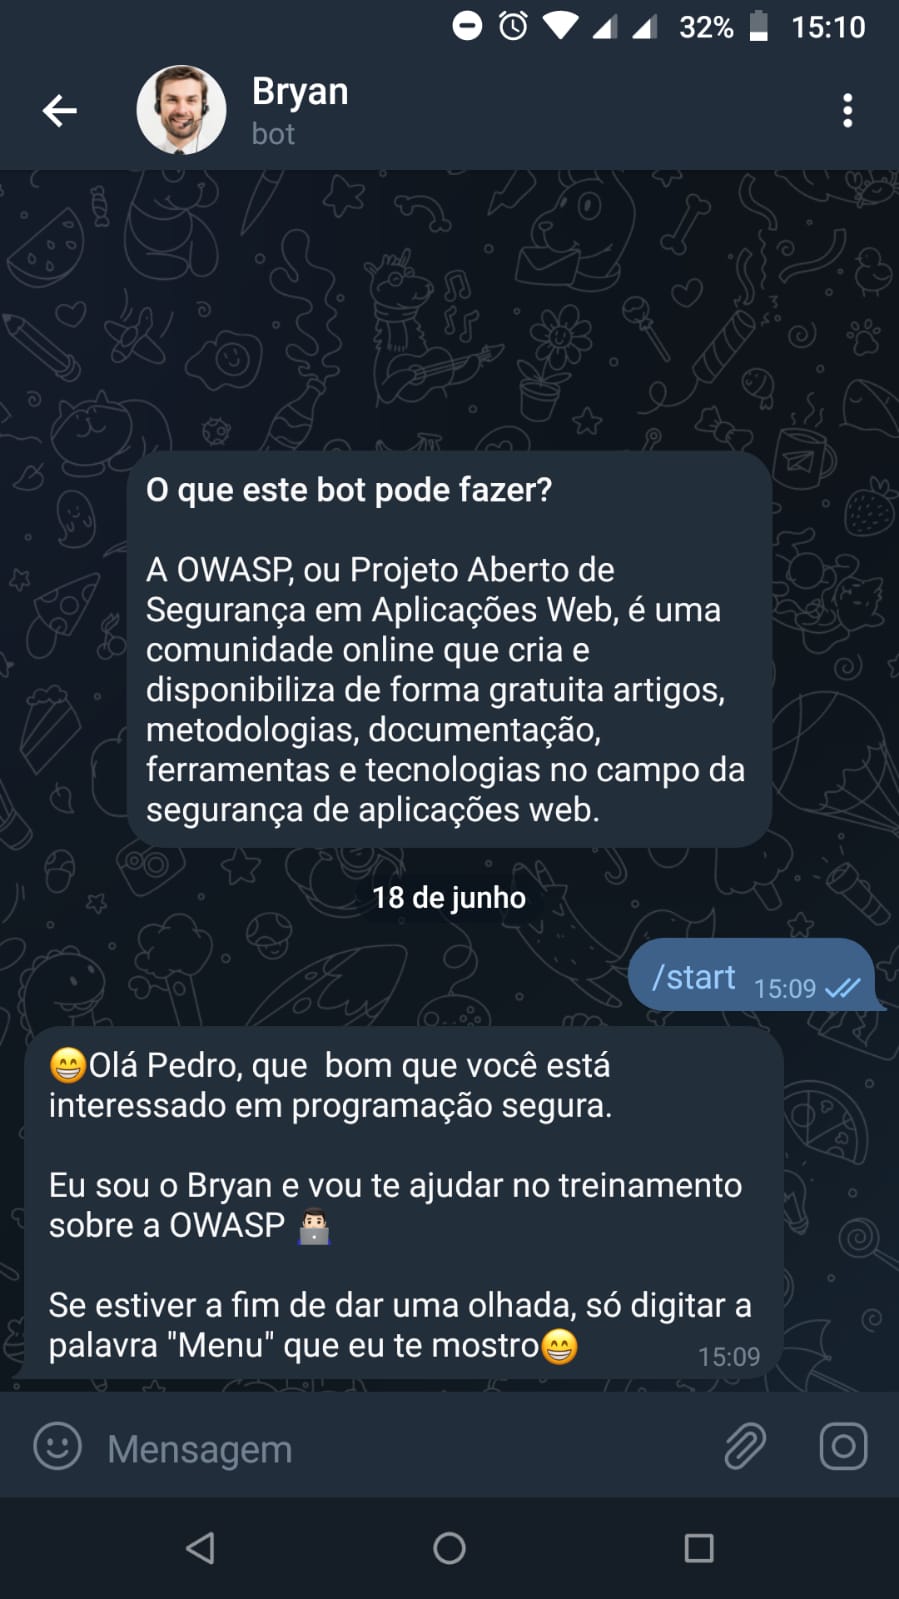 32% 15:10
Bryan
bot
O que este bot pode fazer?
A OWASP, ou Projeto Aberto de
Segurança em Aplicações Web, é uma
comunidade online que cria e
disponibiliza de forma gratuita artigos,
metodologias, documentação,
ferramentas e tecnologias no campo da
segurança de aplicações web.
18 de junho
/start 15:09
😁Olá Pedro, que  bom que você está
interessado em programação segura.
Eu sou o Bryan e vou te ajudar no treinamento
sobre a OWASP 👨🏻‍💻
Se estiver a fim de dar uma olhada, só digitar a
palavra "Menu" que eu te mostro😁
15:09
Mensagem